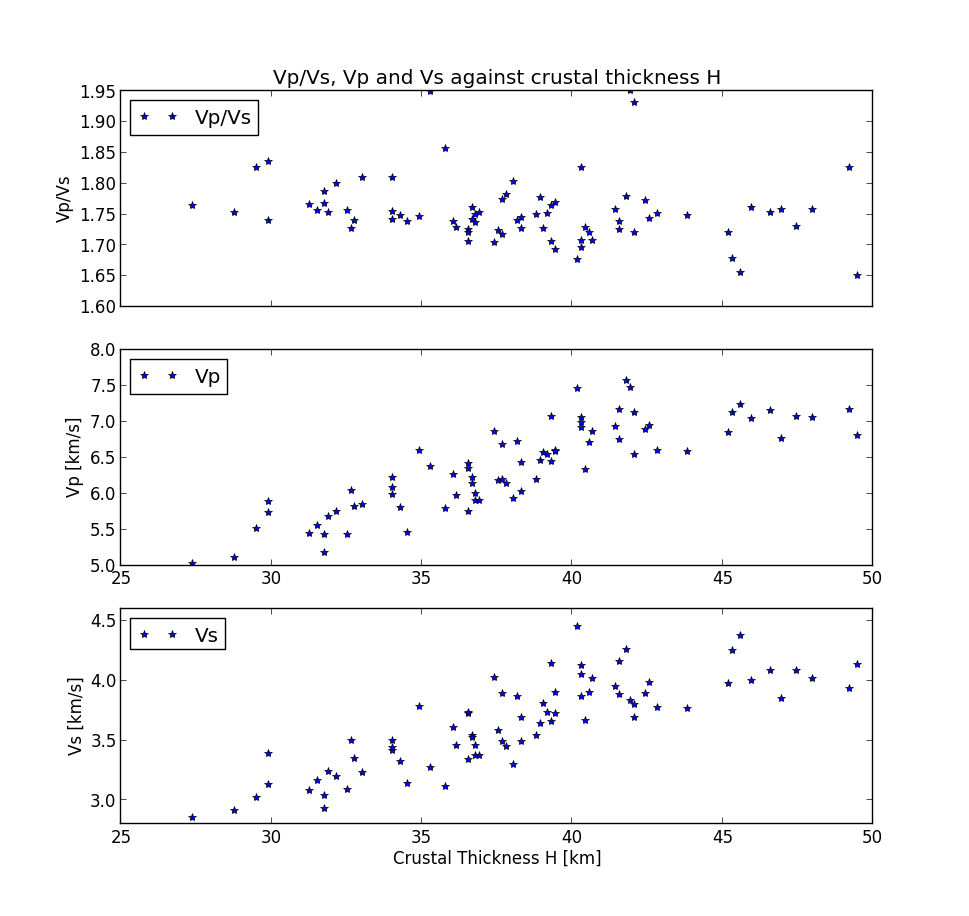 Vp/Vs, Vp and Vs against crustal thickness H
1.95
1.90
1.85
1.80
1.75
1.70
1.65
1.60
Vp/Vs
Vp/Vs
8.0
7.5
7.0
6.5
6.0
5.5
5.0
Vp [km/s]
Vp
25 30 35 40 45 50
4.5
4.0
3.5
3.0
Vs [km/s]
Vs
25 30 35 40 45 50
Crustal Thickness H [km]